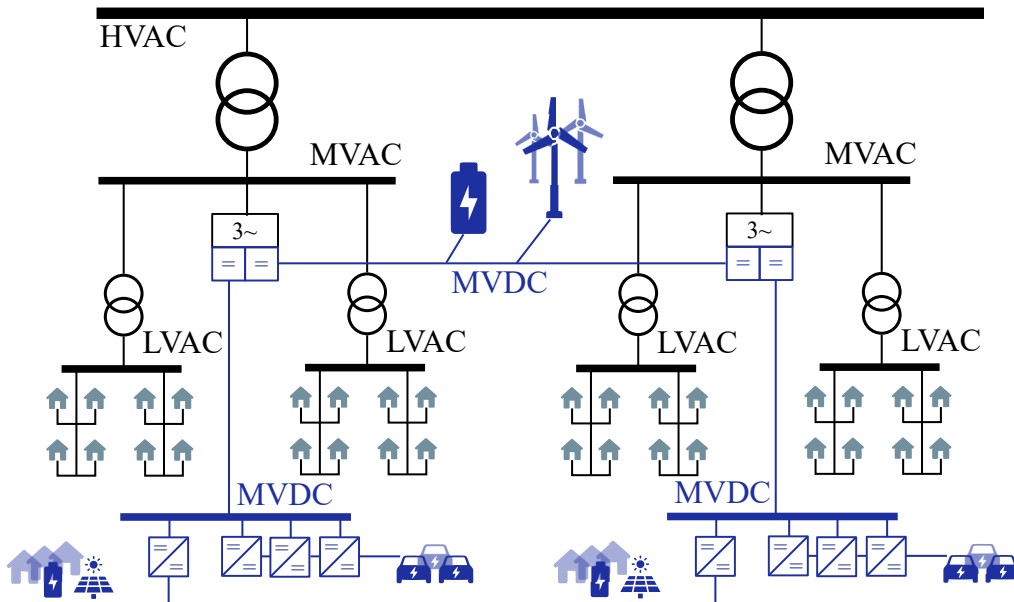 HVAC
MVAC
MVAC
3~
3~
= =
= =
MVDC
LVAC
LVAC
LVAC
LVAC
MVDC
MVDC